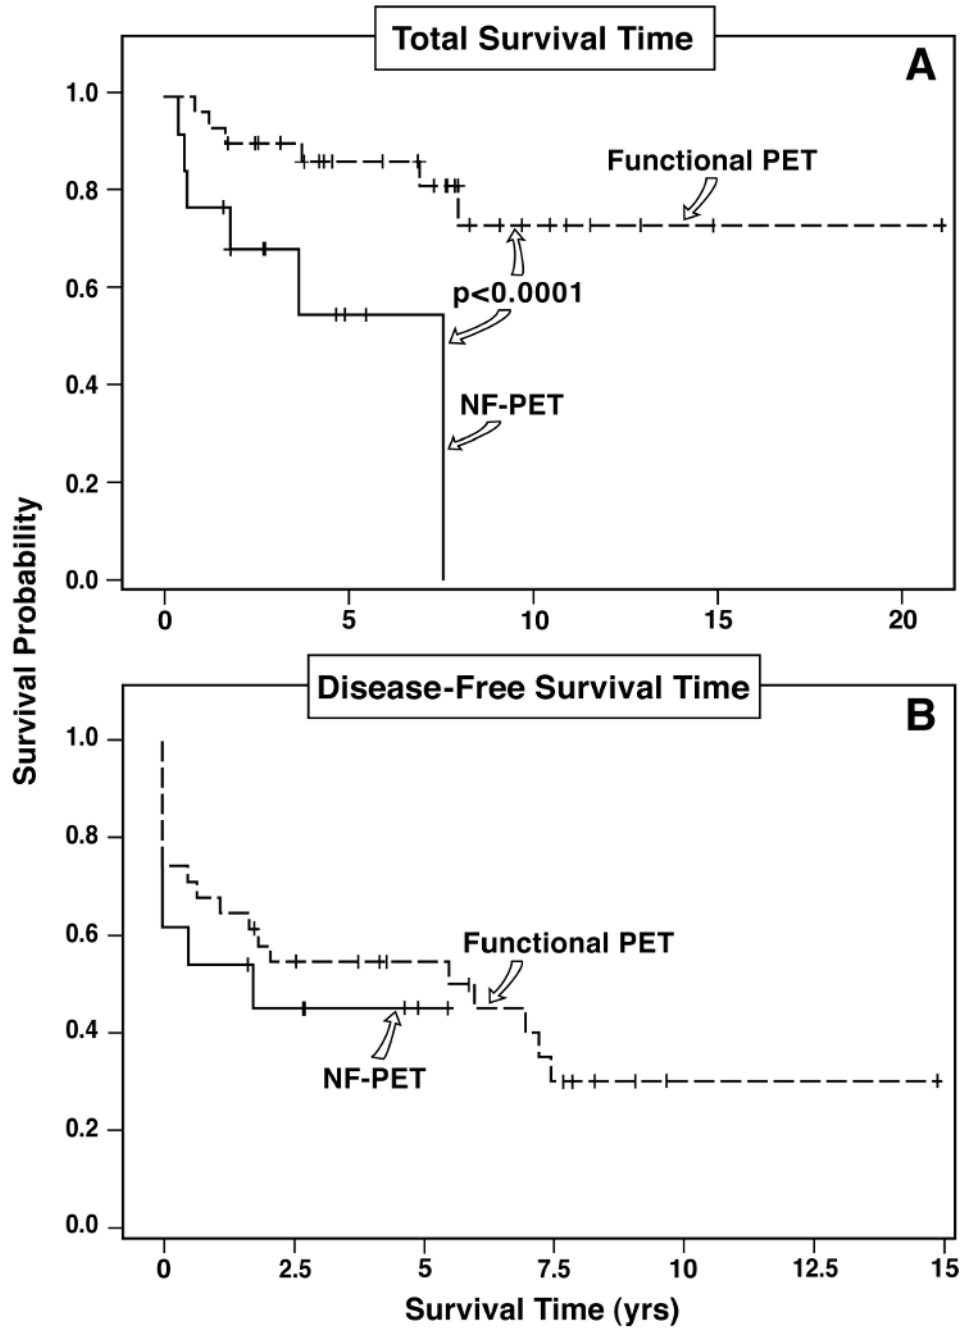 Total Survival Time
A
1.0
0.8
0.6
0.4
0.2
0.0
Functional PET
p<0.0001
NF-PET
0 5 10 15 20
Survival Probability
Disease-Free Survival Time
B
1.0
0.8
0.6
0.4
0.2
0.0
Functional PET
NF-PET
0 2.5 5 7.5 10 12.5 15
Survival Time (yrs)